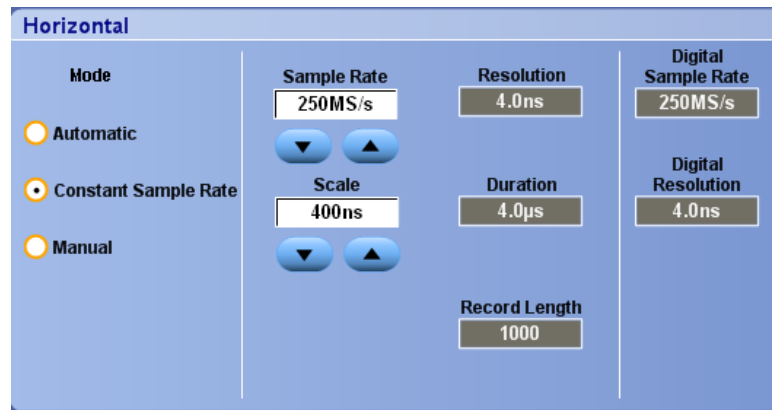 Horizontal
Mode
Automatic
Constant Sample Rate
Manual
Sample Rate
250MS/s
Scale
400ns
Resolution
4.0ns
Duration
4.0µs
Record Length
1000
Digital
Sample Rate
250MS/s
Digital
Resolution
4.0ns